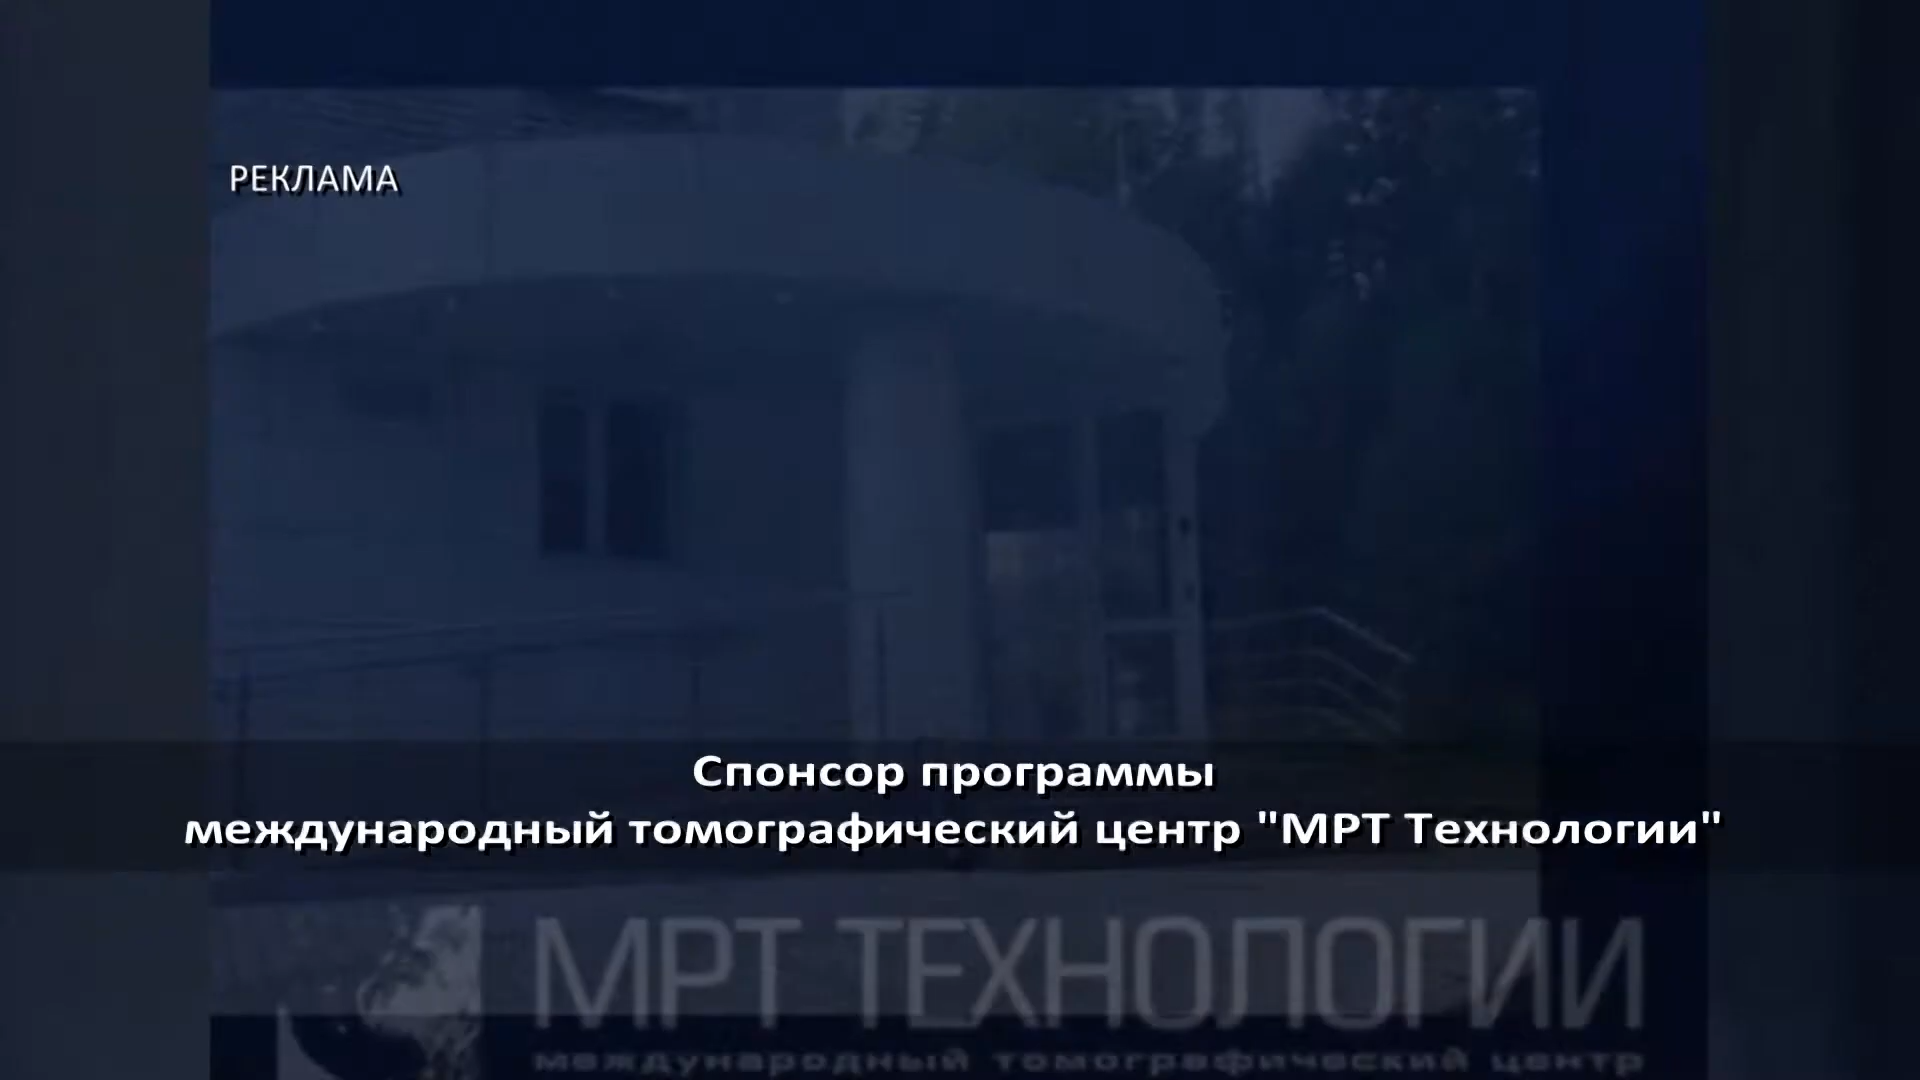 РЕКЛАМА
Спонсор программы
международный томографический центр "МРТ Технологии"
МРТ ТЕХНОЛОГИИ
международный томографический центр